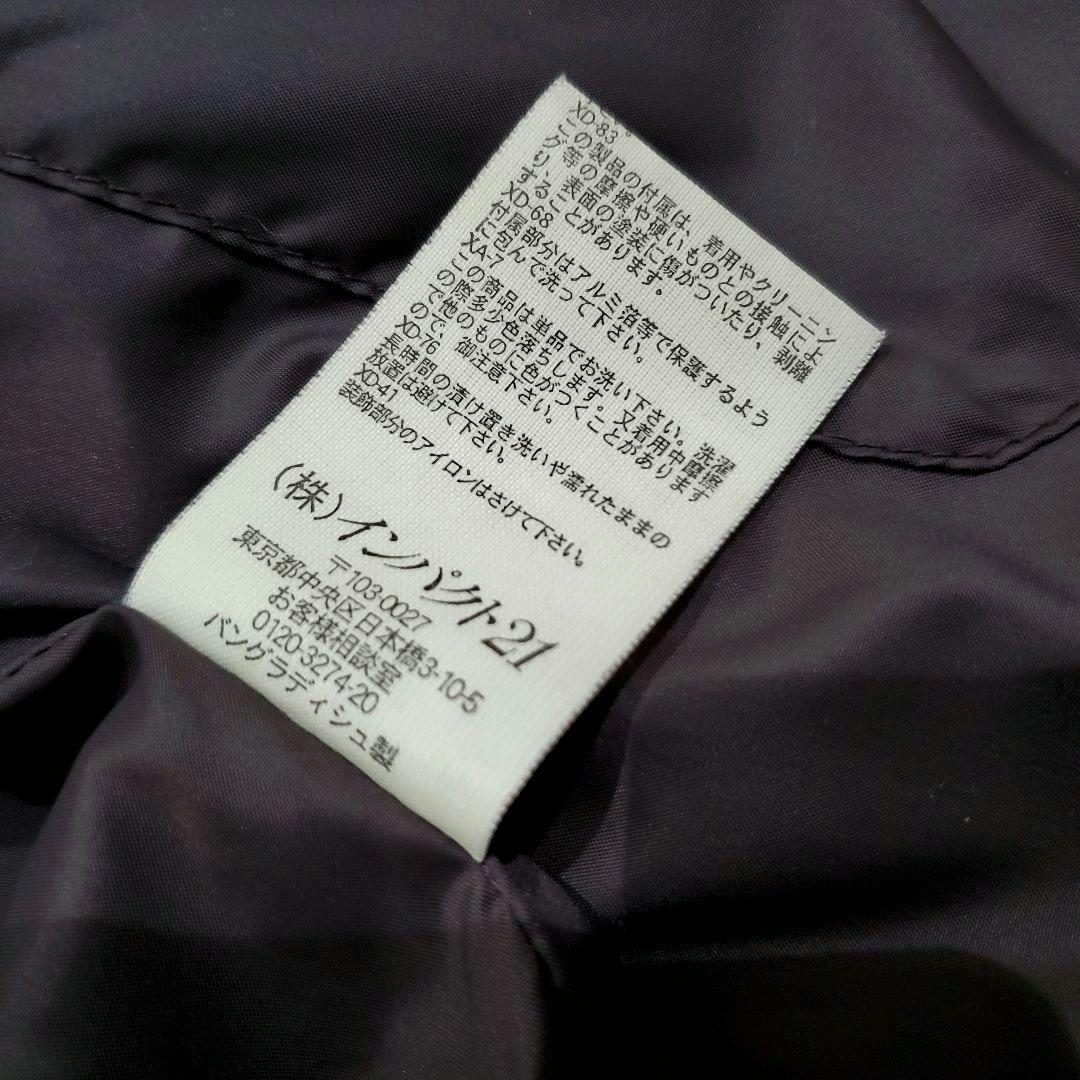 XD-83
この製品の付属は、着用やクリーニン
グ等の摩擦や硬いものとの接触によ
り、表面の塗装に傷がついたり、剥離
することがあります。
XD-68
付属部分はアルミ箔等で保護するよう
に包んで洗って下さい。
XA-7
この商品は単品でお洗い下さい。洗濯
の際多少色落ちします。又着用中摩擦
で他のものに色がつくことがあります
ので、御注意下さい。
XD-76
長時間の漬け置き洗いや濡れたままの
放置は避けて下さい。
XD-41
装飾部分のアイロンはさけて下さい。
(株)インパクト21
〒103-0027
東京都中央区日本橋3-10-5
お客様相談室
0120-3274-20
バングラディシュ製